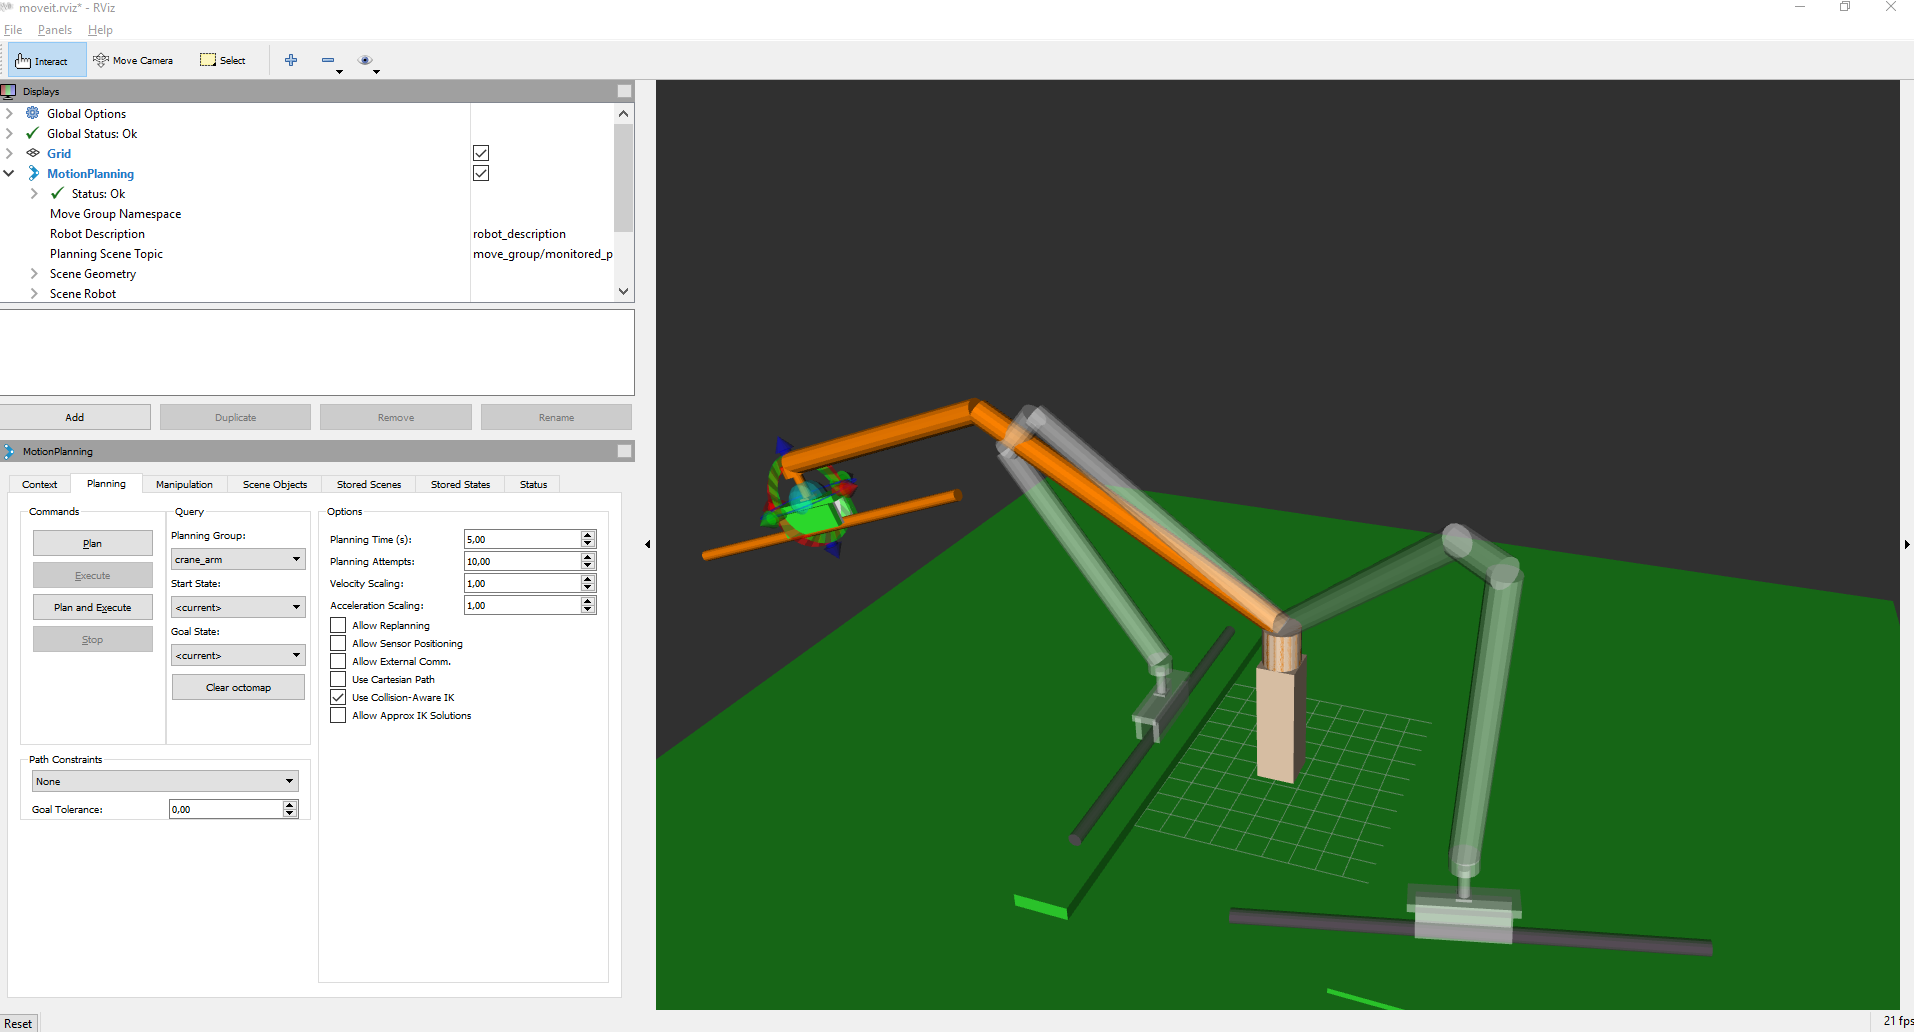 moveit.rviz* - RViz
File Panels Help
Interact Move Camera Select
Displays
Global Options
Global Status: Ok
Grid
MotionPlanning
Status: Ok
Move Group Namespace
Robot Description robot_description
Planning Scene Topic move_group/monitored_p
Scene Geometry
Scene Robot
Add Duplicate Remove Rename
MotionPlanning
Context Planning Manipulation Scene Objects Stored Scenes Stored States Status
Commands
Plan
Execute
Plan and Execute
Stop
Query
Planning Group:
crane_arm
Start State:
<current>
Goal State:
<current>
Clear octomap
Options
Planning Time (s): 5,00
Planning Attempts: 10,00
Velocity Scaling: 1,00
Acceleration Scaling: 1,00
Allow Replanning
Allow Sensor Positioning
Allow External Comm.
Use Cartesian Path
Use Collision-Aware IK
Allow Approx IK Solutions
Path Constraints
None
Goal Tolerance: 0,00
Reset
21 fps